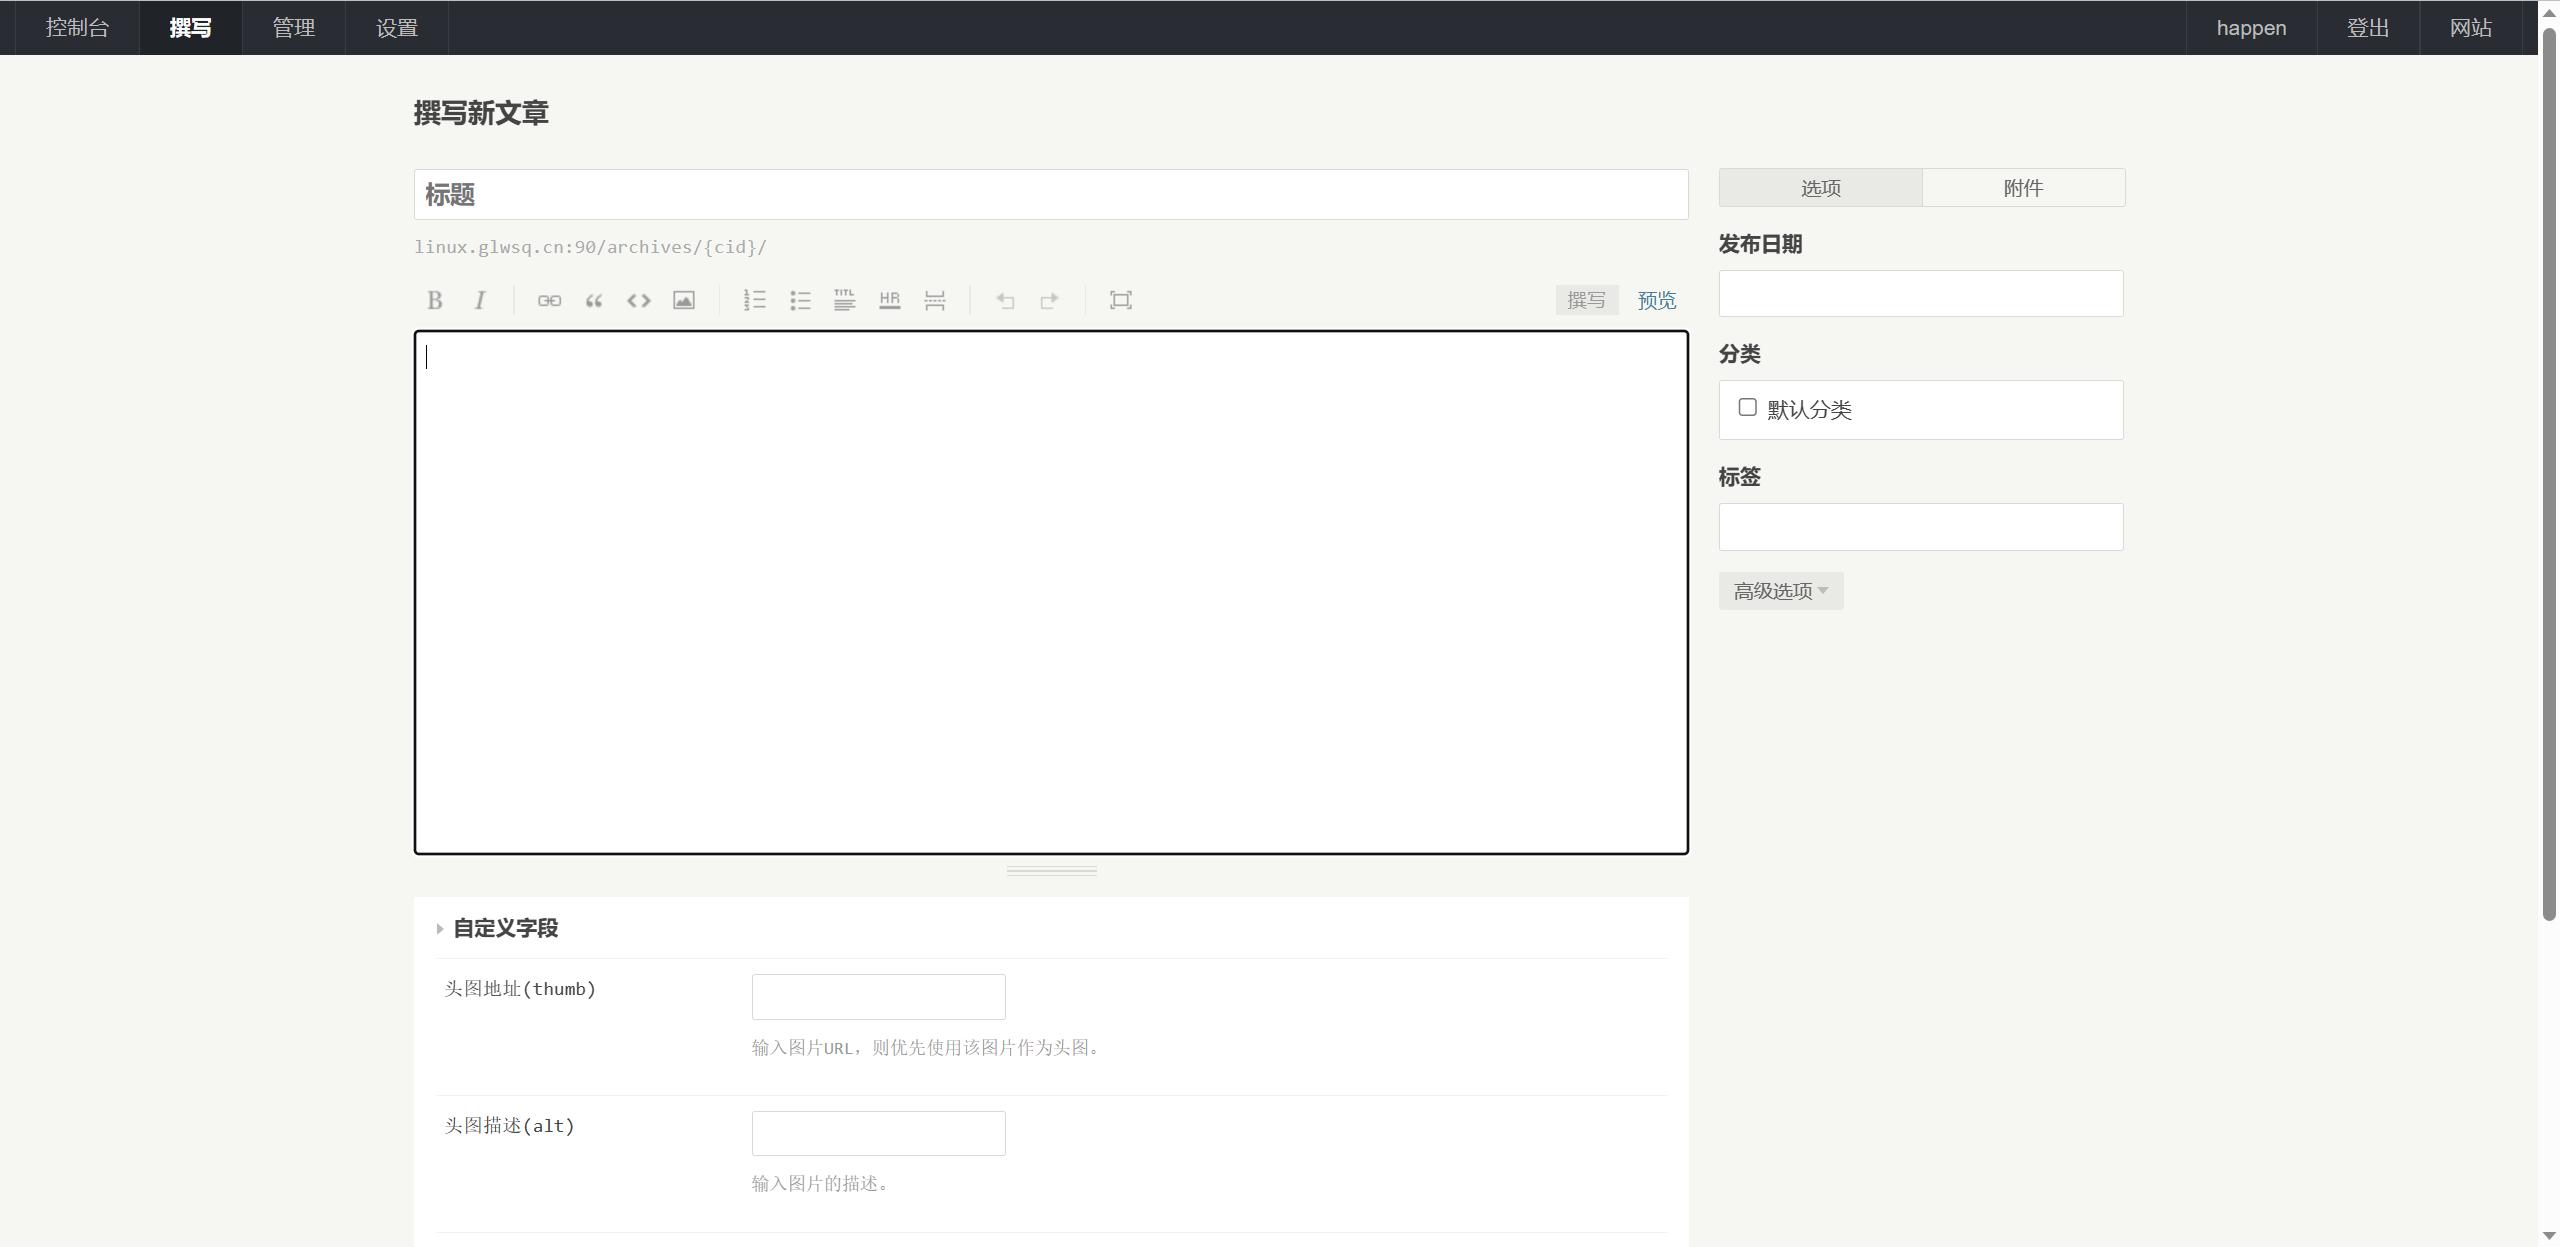 控制台 撰写 管理 设置 happen 登出 网站
撰写新文章
标题
linux.glwsq.cn:90/archives/{cid}/
B I TITL HR 撰写 预览
选项 附件
发布日期
分类
默认分类
标签
高级选项
自定义字段
头图地址(thumb)
输入图片URL，则优先使用该图片作为头图。
头图描述(alt)
输入图片的描述。